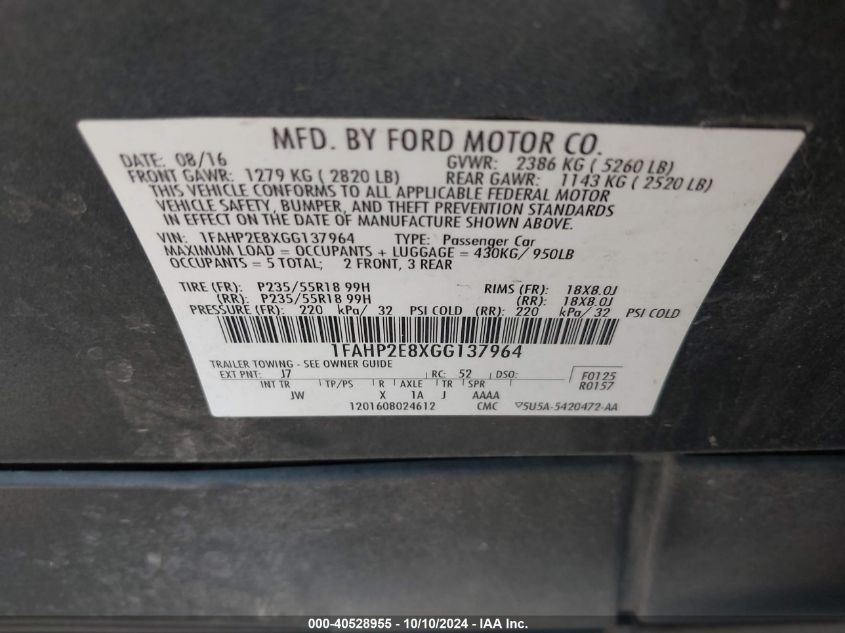 MFD. BY FORD MOTOR CO.
DATE: 08/16 GVWR: 2386 KG ( 5260 LB)
FRONT GAWR: 1279 KG ( 2820 LB) REAR GAWR: 1143 KG ( 2520 LB)
THIS VEHICLE CONFORMS TO ALL APPLICABLE FEDERAL MOTOR
VEHICLE SAFETY, BUMPER, AND THEFT PREVENTION STANDARDS
IN EFFECT ON THE DATE OF MANUFACTURE SHOWN ABOVE.
VIN: 1FAHP2E8XGG137964 TYPE: Passenger Car
MAXIMUM LOAD = OCCUPANTS + LUGGAGE = 430KG/ 950LB
OCCUPANTS = 5 TOTAL; 2 FRONT, 3 REAR
TIRE (FR): P235/55R18 99H RIMS (FR): 18X8.0J
(RR): P235/55R18 99H (RR): 18X8.0J
PRESSURE (FR): 220 kPa/ 32 PSI COLD (RR): 220 kPa/ 32 PSI COLD
1FAHP2E8XGG137964
TRAILER TOWING - SEE OWNER GUIDE
EXT PNT: J7 RC: 52 DSO: F0125
INT TR TP/PS R AXLE TR SPR R0157
JW X 1A J AAAA
1201608024612 CMC 5U5A-5420472-AA
000-40528955 - 10/10/2024 - IAA Inc.